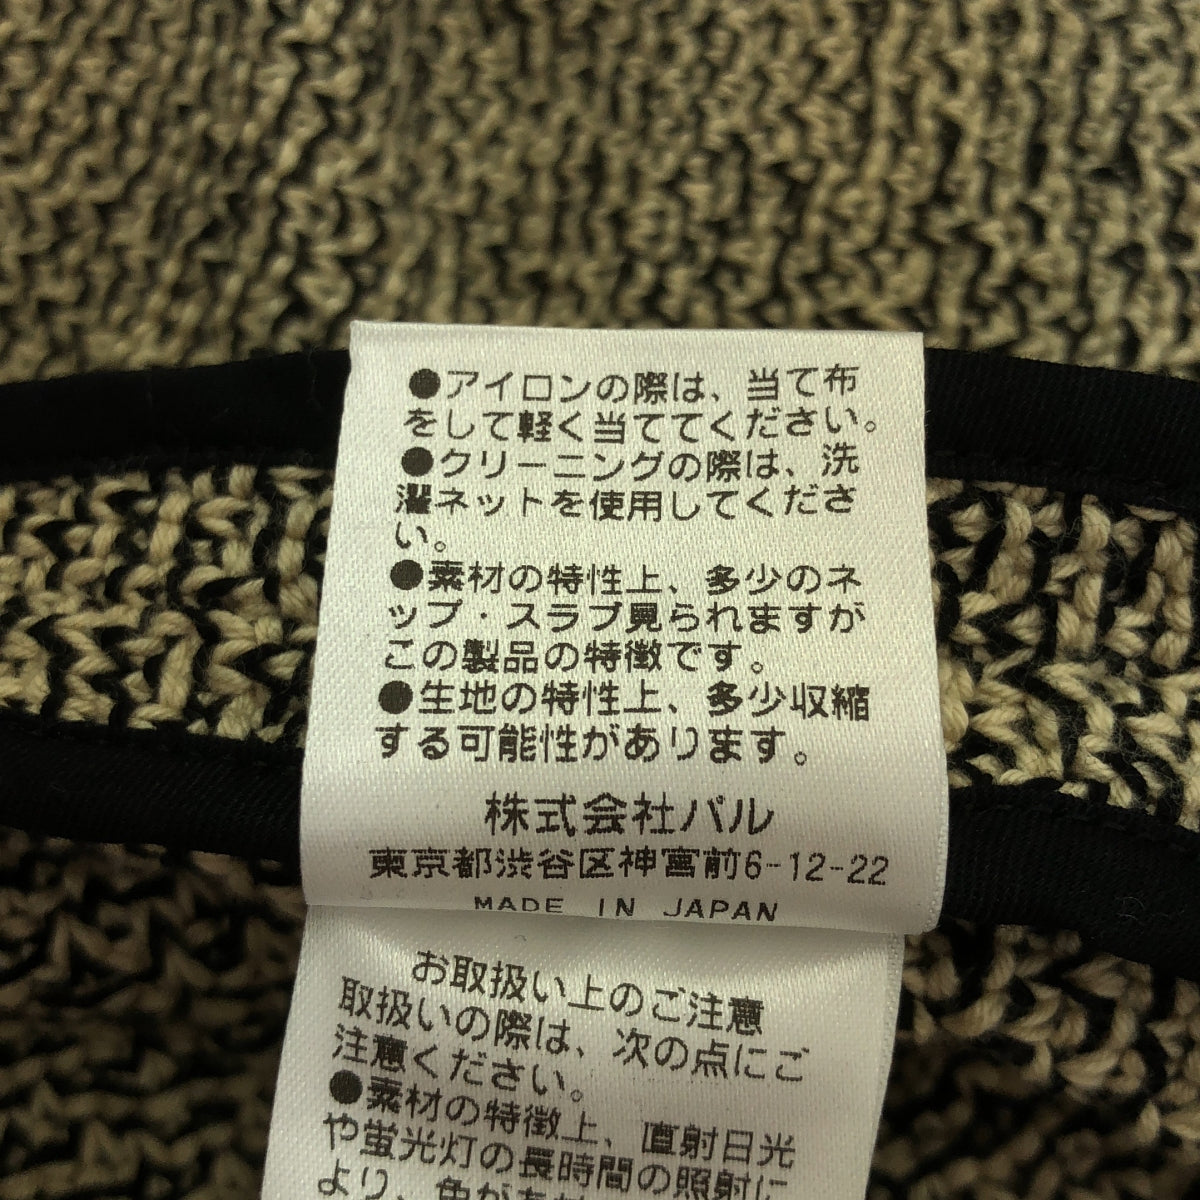 ●アイロンの際は、当て布
をして軽く当ててください。
●クリーニングの際は、洗
濯ネットを使用してくださ
い。
●素材の特性上、多少のネ
ップ・スラブ見られますが
この製品の特徴です。
●生地の特性上、多少収縮
する可能性があります。
株式会社パル
東京都渋谷区神宮前6-12-22
MADE IN JAPAN
お取扱い上のご注意
取扱いの際は、次の点にご
注意ください。
●素材の特徴上、直射日光
や蛍光灯の長時間の照射に
より、色が